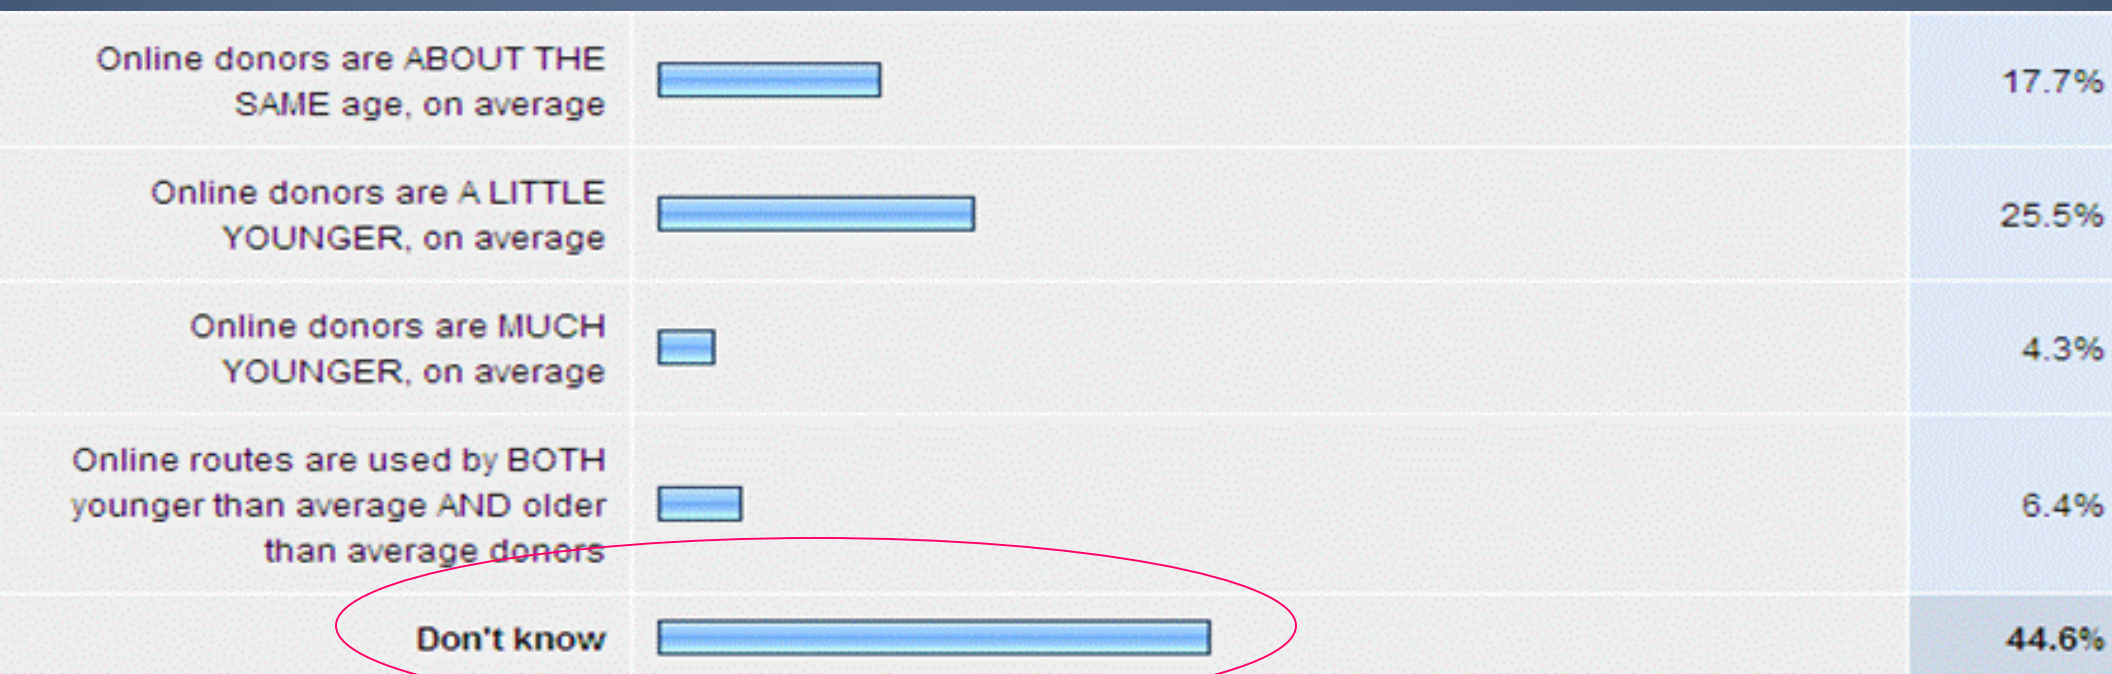 Online donors are ABOUT THE
SAME age, on average
17.7%
Online donors are A LITTLE
YOUNGER, on average
25.5%
Online donors are MUCH
YOUNGER, on average
4.3%
Online routes are used by BOTH
younger than average AND older
than average donors
6.4%
Don't know
44.6%